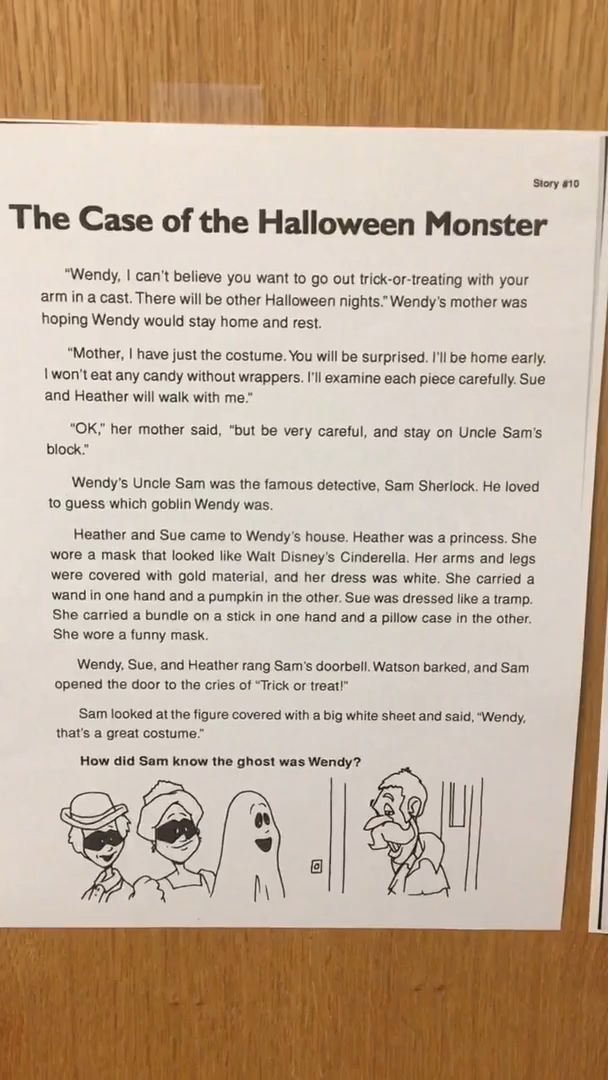 Story #10
The Case of the Halloween Monster
"Wendy, I can't believe you want to go out trick-or-treating with your
arm in a cast. There will be other Halloween nights." Wendy's mother was
hoping Wendy would stay home and rest.
"Mother, I have just the costume. You will be surprised. I'll be home early.
I won't eat any candy without wrappers. I'll examine each piece carefully. Sue
and Heather will walk with me."
"OK," her mother said, "but be very careful, and stay on Uncle Sam's
block."
Wendy's Uncle Sam was the famous detective, Sam Sherlock. He loved
to guess which goblin Wendy was.
Heather and Sue came to Wendy's house. Heather was a princess. She
wore a mask that looked like Walt Disney's Cinderella. Her arms and legs
were covered with gold material, and her dress was white. She carried a
wand in one hand and a pumpkin in the other. Sue was dressed like a tramp.
She carried a bundle on a stick in one hand and a pillow case in the other.
She wore a funny mask.
Wendy, Sue, and Heather rang Sam's doorbell. Watson barked, and Sam
opened the door to the cries of "Trick or treat!"
Sam looked at the figure covered with a big white sheet and said, "Wendy,
that's a great costume."
How did Sam know the ghost was Wendy?